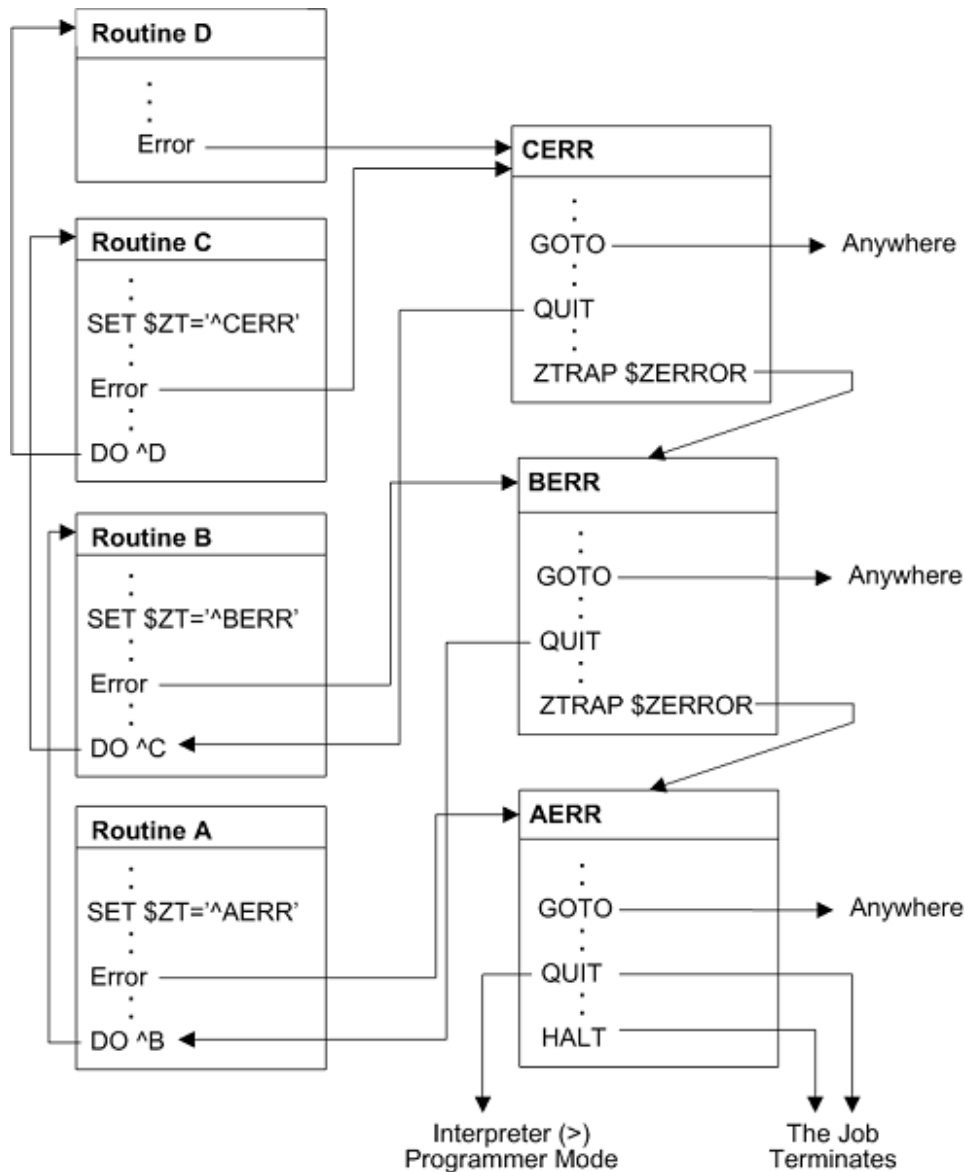 Routine D
Error
Routine C
SET $ZT='^CERR'
Error
DO ^D
Routine B
SET $ZT='^BERR'
Error
DO ^C
Routine A
SET $ZT='^AERR'
Error
DO ^B
CERR
GOTO
Anywhere
QUIT
ZTRAP $ZERROR
BERR
GOTO
Anywhere
QUIT
ZTRAP $ZERROR
AERR
GOTO
Anywhere
QUIT
HALT
Interpreter (>)
Programmer Mode
The Job
Terminates